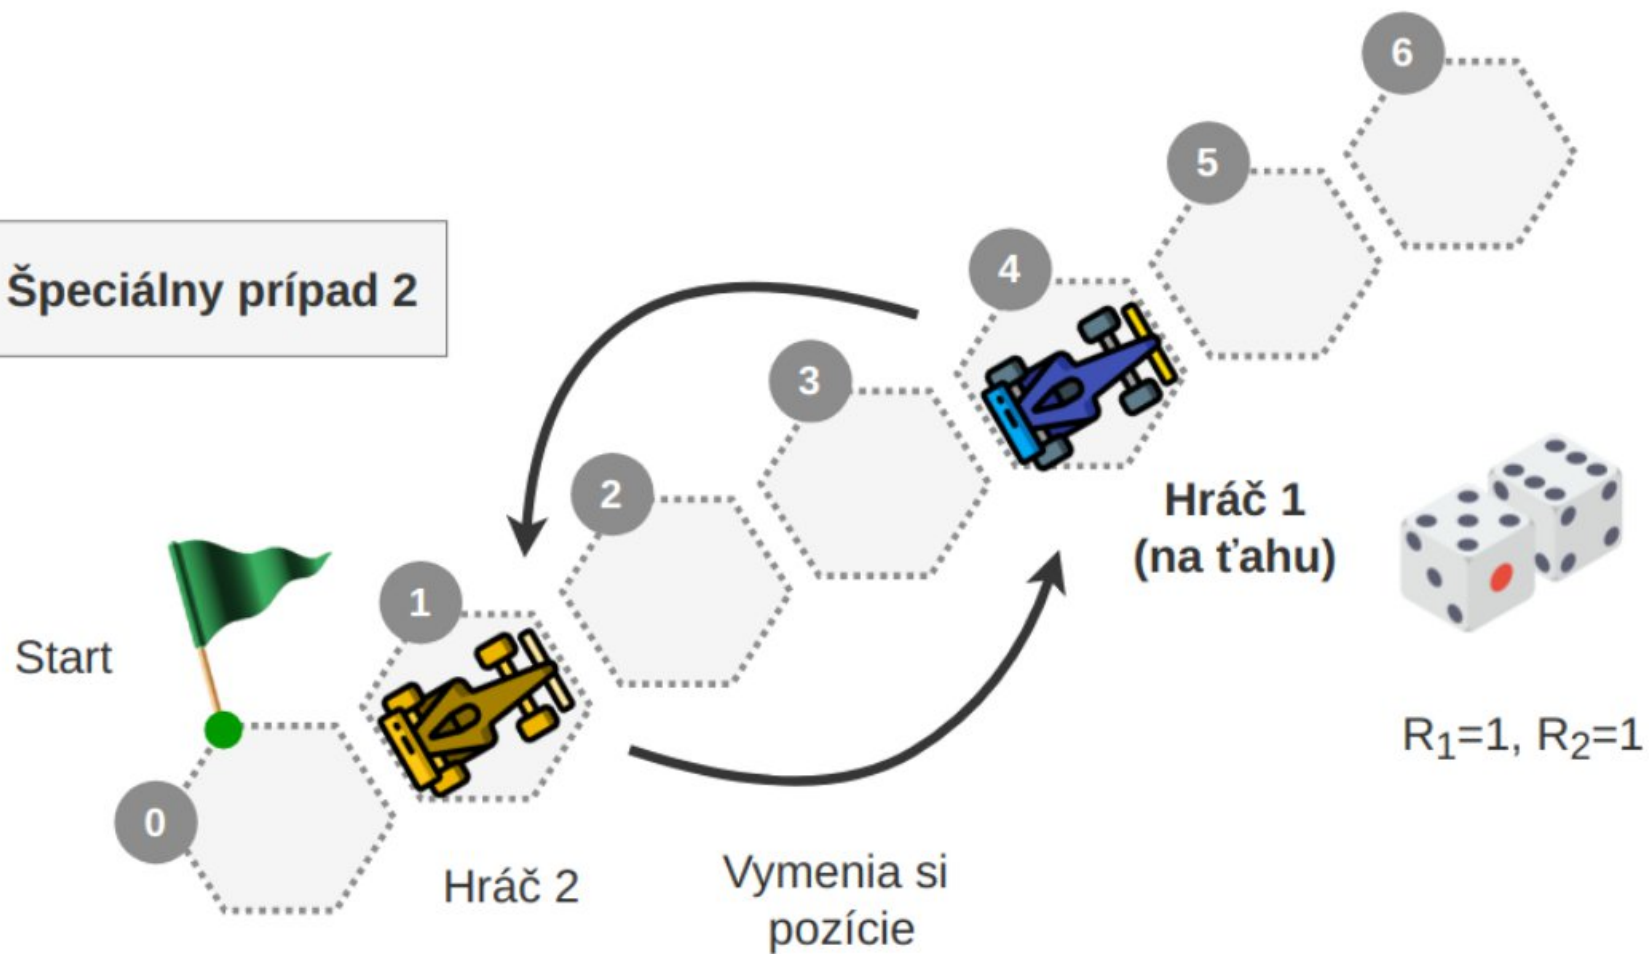 6
5
Špeciálny prípad 2
4
3
Hráč 1
(na ťahu)
2
1
Start
R₁=1, R₂=1
0
Hráč 2
Vymenia si
pozície